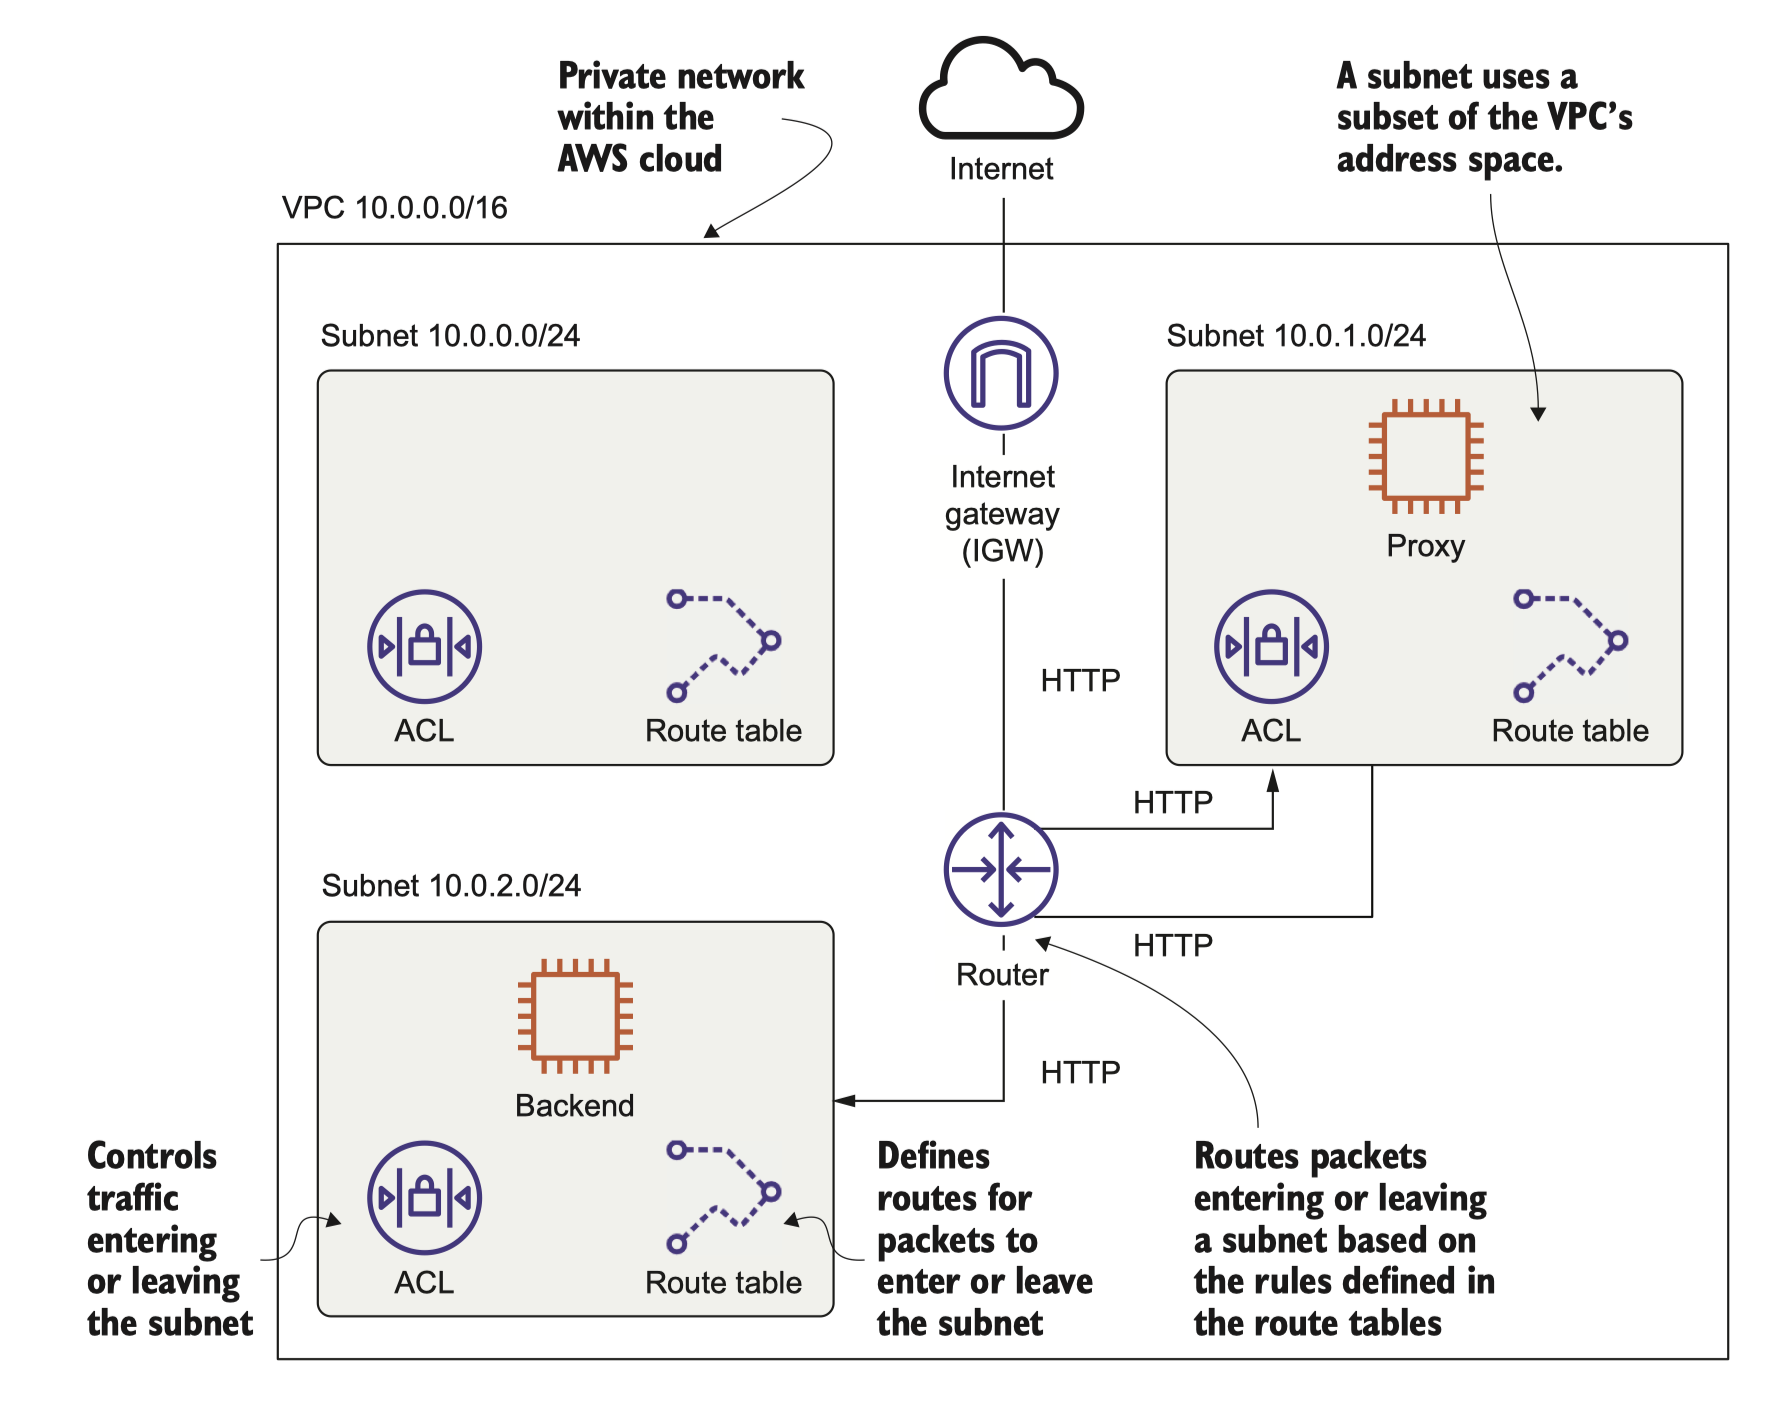 Private network
within the
AWS cloud
Internet
A subnet uses a
subset of the VPC’s
address space.
VPC 10.0.0.0/16
Subnet 10.0.0.0/24
ACL
Route table
Internet
gateway
(IGW)
HTTP
Subnet 10.0.1.0/24
Proxy
ACL
Route table
HTTP
HTTP
Router
HTTP
Subnet 10.0.2.0/24
Backend
ACL
Route table
Controls
traffic
entering
or leaving
the subnet
Defines
routes for
packets to
enter or leave
the subnet
Routes packets
entering or leaving
a subnet based on
the rules defined in
the route tables